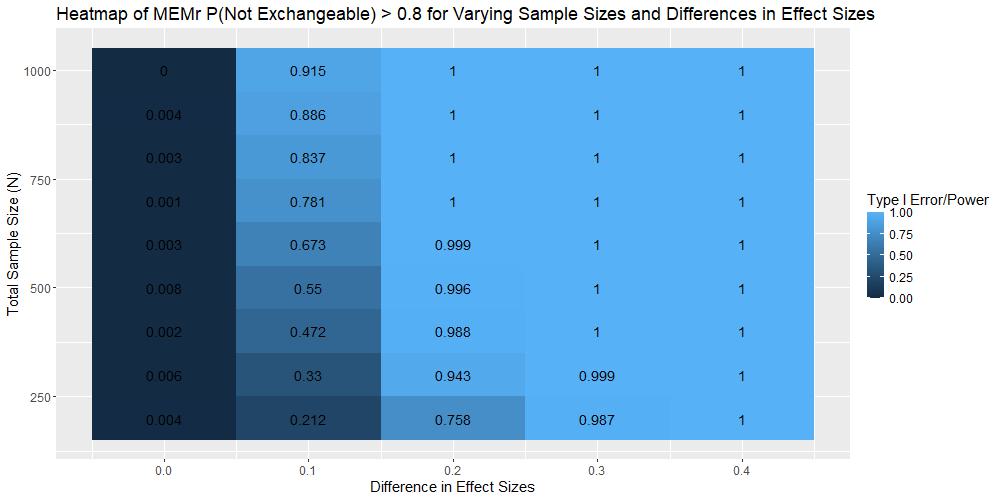 Heatmap of MEMr P(Not Exchangeable) > 0.8 for Varying Sample Sizes and Differences in Effect Sizes
Total Sample Size (N)
1000 0 0.915 1 1 1
0.004 0.886 1 1 1
0.003 0.837 1 1 1
750 0.001 0.781 1 1 1
0.003 0.673 0.999 1 1
500 0.008 0.55 0.996 1 1
0.002 0.472 0.988 1 1
0.006 0.33 0.943 0.999 1
250 0.004 0.212 0.758 0.987 1
0.0 0.1 0.2 0.3 0.4
Difference in Effect Sizes
Type I Error/Power
1.00
0.75
0.50
0.25
0.00